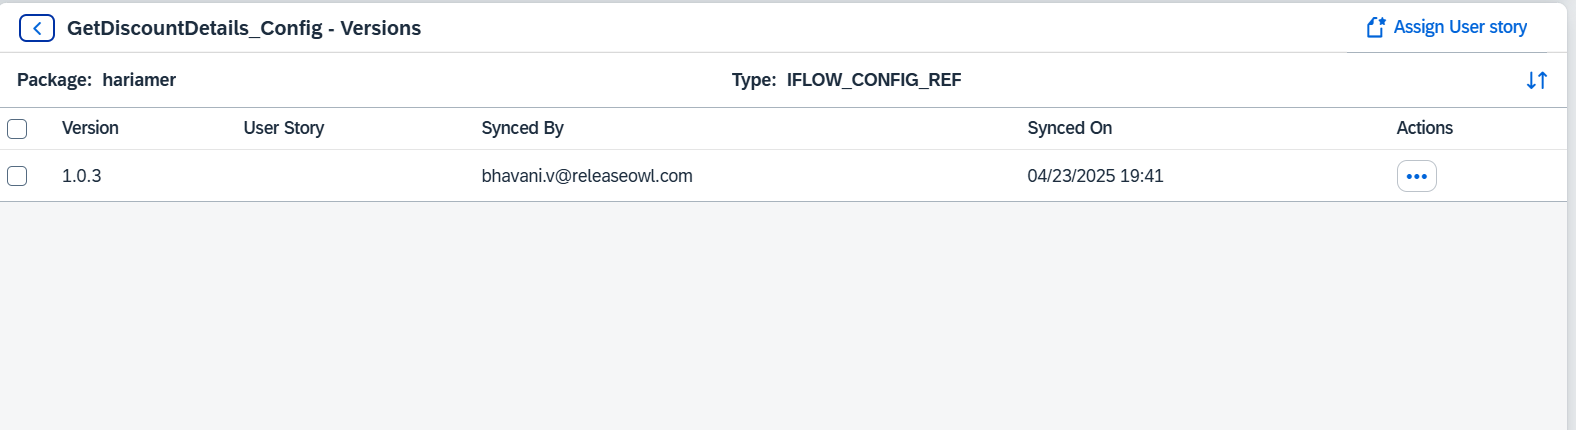 GetDiscountDetails_Config - Versions
Assign User story
Package: hariamer
Type: IFLOW_CONFIG_REF
Version User Story Synced By Synced On Actions
1.0.3 bhavani.v@releaseowl.com 04/23/2025 19:41